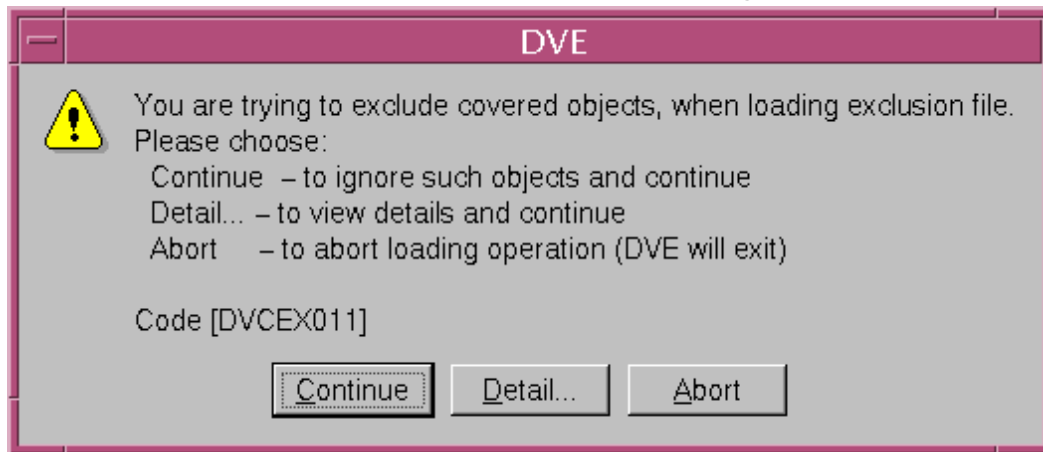 DVE
You are trying to exclude covered objects, when loading exclusion file.
Please choose:
Continue – to ignore such objects and continue
Detail... – to view details and continue
Abort – to abort loading operation (DVE will exit)
Code [DVCEX011]
Continue Detail... Abort